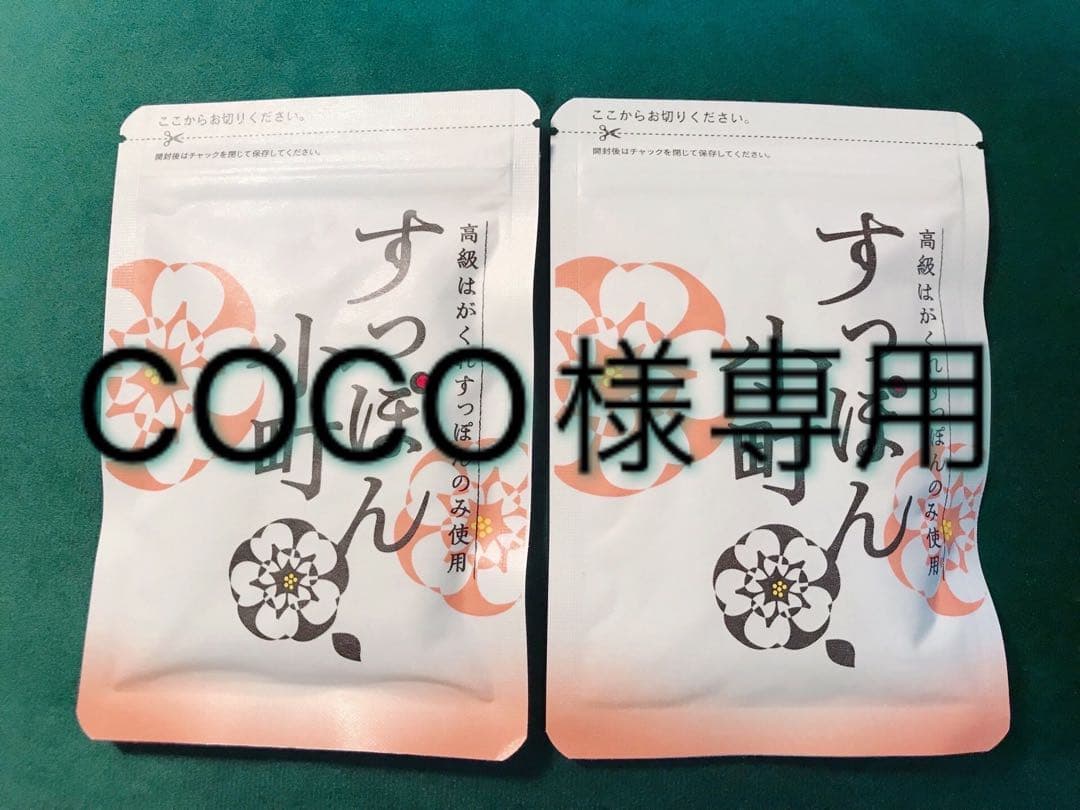 ここからお切りください。
開封後はチャックを閉じて保存してください。
高級はがくれすっぽんのみ使用
すっぽん
小町
ここからお切りください。
開封後はチャックを閉じて保存してください。
高級はがくれすっぽんのみ使用
すっぽん
小町
coco様専用